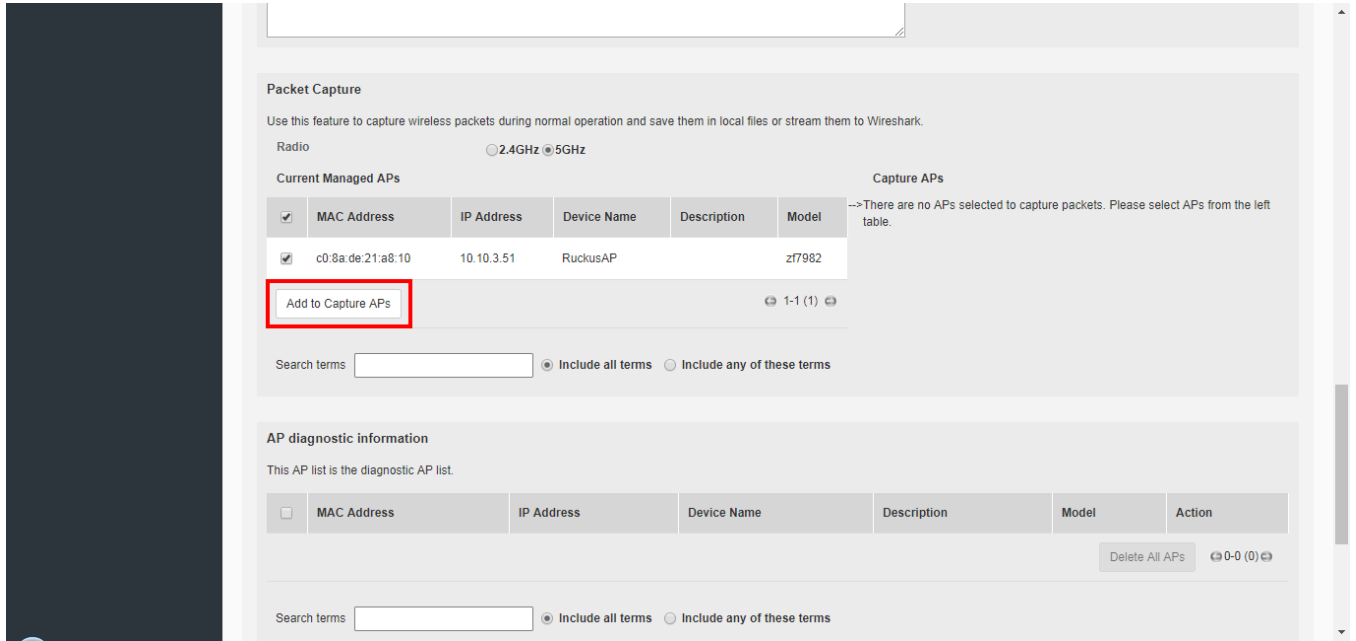 Packet Capture
Use this feature to capture wireless packets during normal operation and save them in local files or stream them to Wireshark.
Radio 2.4GHz 5GHz
Current Managed APs Capture APs
MAC Address IP Address Device Name Description Model -->There are no APs selected to capture packets. Please select APs from the left
table.
c0:8a:de:21:a8:10 10.10.3.51 RuckusAP zf7982
Add to Capture APs 1-1 (1)
Search terms Include all terms Include any of these terms
AP diagnostic information
This AP list is the diagnostic AP list.
MAC Address IP Address Device Name Description Model Action
Delete All APs 0-0 (0)
Search terms Include all terms Include any of these terms